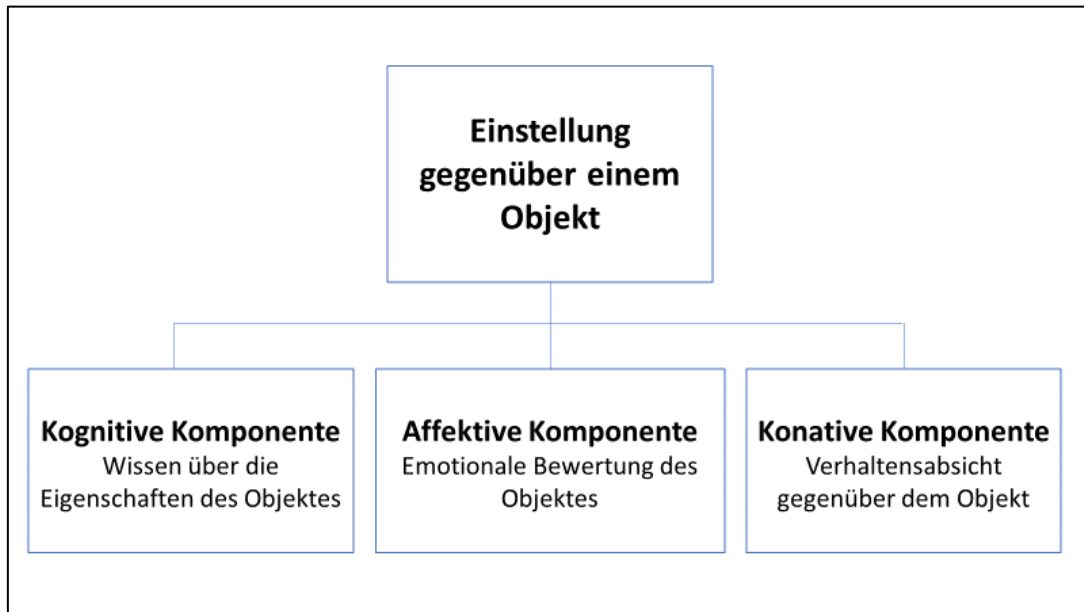 Einstellung
gegenüber einem
Objekt
Kognitive Komponente
Wissen über die
Eigenschaften des Objektes
Affektive Komponente
Emotionale Bewertung des
Objektes
Konative Komponente
Verhaltensabsicht
gegenüber dem Objekt